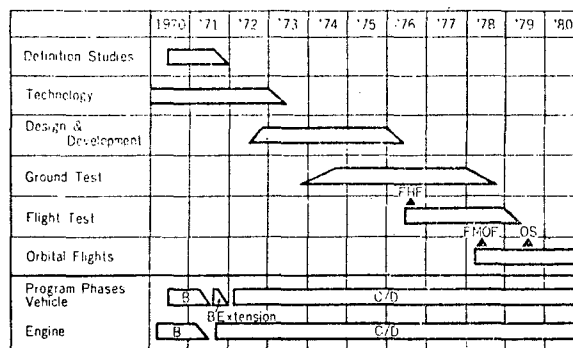 1970 '71 '72 '73 '74 '75 '76 '77 '78 '79 '80
Definition Studies
Technology
Design &
Development
Ground Test
FHF
Flight Test
FMOF OS
Orbital Flights
Program Phases
Vehicle
B C/D
B Extension
Engine B C/D